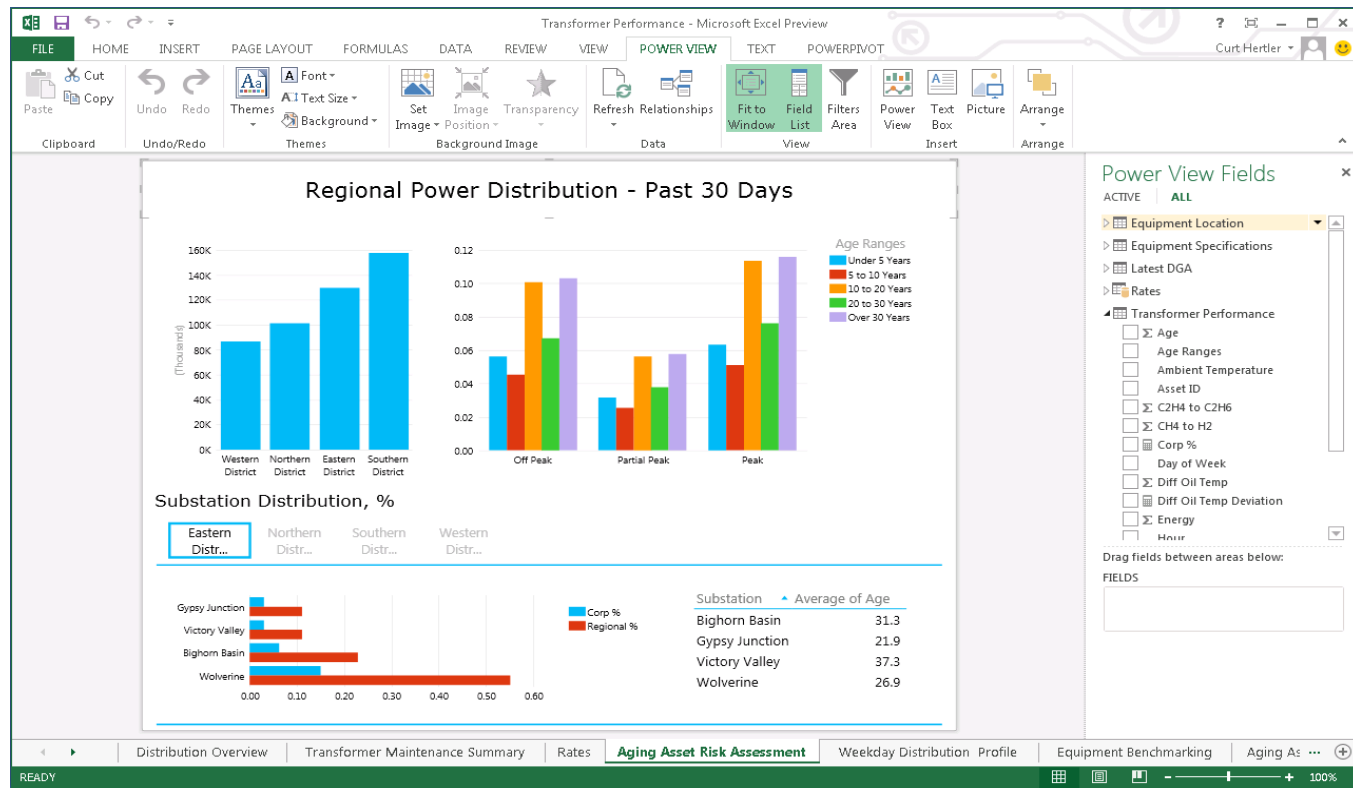 Transformer Performance - Microsoft Excel Preview
?
FILE HOME INSERT PAGE LAYOUT FORMULAS DATA REVIEW VIEW POWER VIEW TEXT POWERPIVOT
Curt Hertler
Paste
Cut
Copy
Clipboard
Undo Redo
Undo/Redo
Themes
Font
Text Size
Background
Themes
Set Image
Image Position
Transparency
Background Image
Refresh Relationships
Data
Fit to Window
Field List
Filters Area
View
Power View
Text Box
Picture
Insert
Arrange
Arrange
Regional Power Distribution - Past 30 Days
160K
140K
120K
100K
80K
60K
40K
20K
0K
(Thousands)
Western District
Northern District
Eastern District
Southern District
0.12
0.10
0.08
0.06
0.04
0.02
0.00
Off Peak Partial Peak Peak
Age Ranges
Under 5 Years
5 to 10 Years
10 to 20 Years
20 to 30 Years
Over 30 Years
Substation Distribution, %
Eastern Distr...
Northern Distr...
Southern Distr...
Western Distr...
Gypsy Junction
Victory Valley
Bighorn Basin
Wolverine
0.00 0.10 0.20 0.30 0.40 0.50 0.60
Corp %
Regional %
Substation Average of Age
Bighorn Basin 31.3
Gypsy Junction 21.9
Victory Valley 37.3
Wolverine 26.9
Power View Fields
ACTIVE ALL
Equipment Location
Equipment Specifications
Latest DGA
Rates
Transformer Performance
Σ Age
Age Ranges
Ambient Temperature
Asset ID
Σ C2H4 to C2H6
Σ CH4 to H2
Corp %
Day of Week
Σ Diff Oil Temp
Diff Oil Temp Deviation
Σ Energy
Hour
Drag fields between areas below:
FIELDS
Distribution Overview Transformer Maintenance Summary Rates Aging Asset Risk Assessment Weekday Distribution Profile Equipment Benchmarking Aging As ...
READY
100%